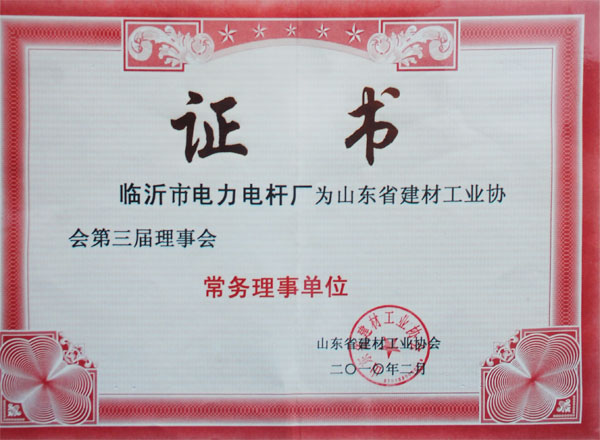 证 书
临沂市电力电杆厂为山东省建材工业协
会第三届理事会
常务理事单位
山东省建材工业协会
二〇一〇年二月